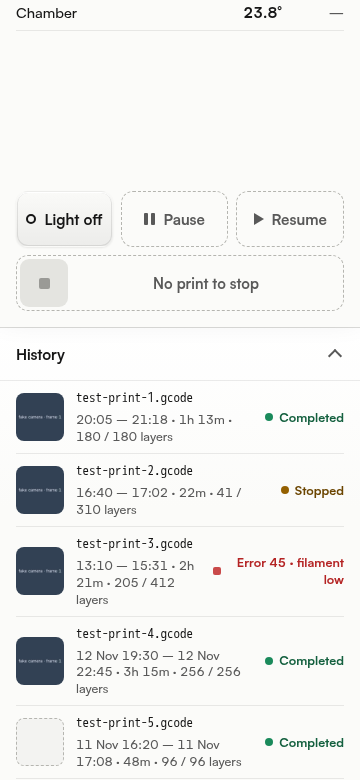 Chamber 23.8° —
Light off Pause Resume
No print to stop
History
test-print-1.gcode
20:05 — 21:18 · 1h 13m ·
180 / 180 layers
Completed
test-print-2.gcode
16:40 — 17:02 · 22m · 41 /
310 layers
Stopped
test-print-3.gcode
13:10 — 15:31 · 2h
21m · 205 / 412
layers
Error 45 · filament
low
test-print-4.gcode
12 Nov 19:30 — 12 Nov
22:45 · 3h 15m · 256 / 256
layers
Completed
test-print-5.gcode
11 Nov 16:20 — 11 Nov
17:08 · 48m · 96 / 96 layers
Completed